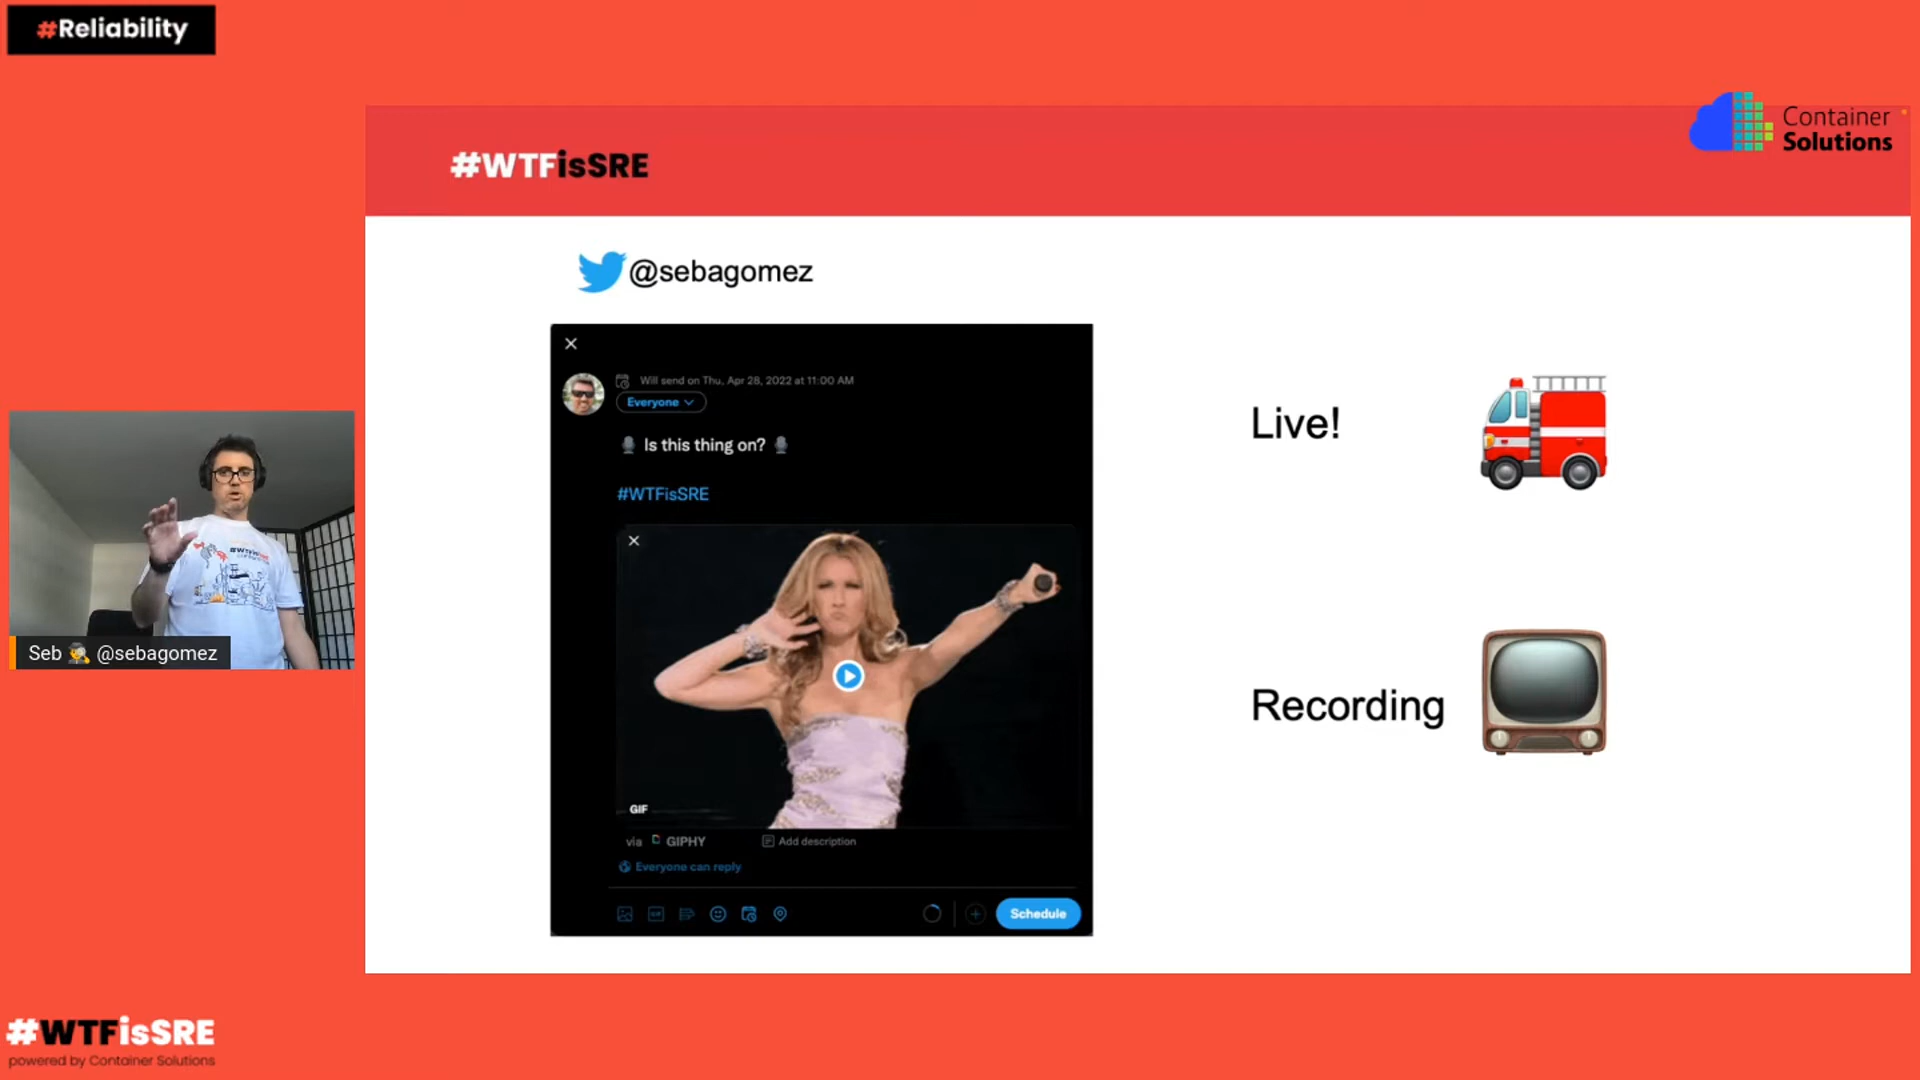 #Reliability
Container
Solutions
#WTFisSRE
@sebagomez
Will send on Thu, Apr 28, 2022 at 11:00 AM
Everyone
Is this thing on?
#WTFisSRE
GIF
via GIPHY
Add description
Everyone can reply
GIF
Schedule
Live!
Recording
Seb @sebagomez
#WTFisSRE
powered by Container Solutions